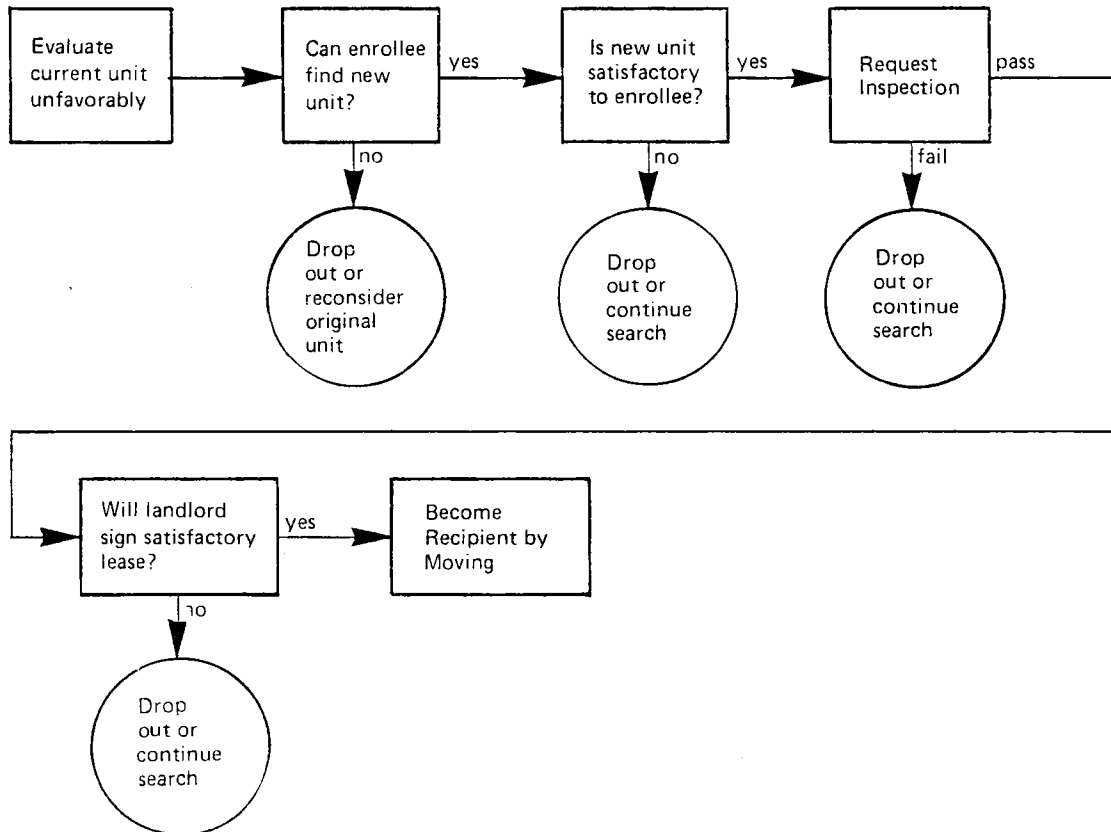 Evaluate
current unit
unfavorably
Can enrollee
find new
unit?
yes
Is new unit
satisfactory
to enrollee?
yes
Request
Inspection
pass
no
no
fail
Drop
out or
reconsider
original
unit
Drop
out or
continue
search
Drop
out or
continue
search
Will landlord
sign satisfactory
lease?
yes
Become
Recipient by
Moving
no
Drop
out or
continue
search